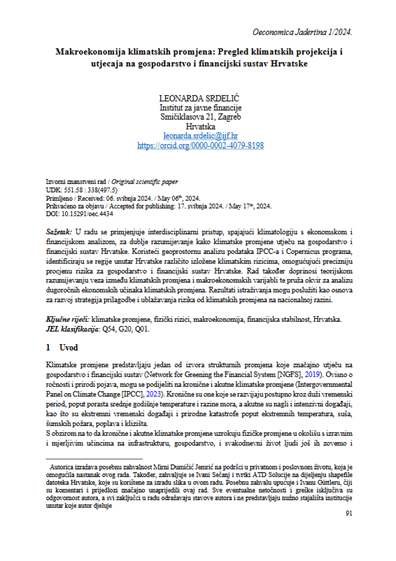 Oeconomica Jadertina 1/2024.
Makroekonomija klimatskih promjena: Pregled klimatskih projekcija i
utjecaja na gospodarstvo i financijski sustav Hrvatske
LEONARDA SRDELIĆ
Institut za javne financije
Smičiklasova 21, Zagreb
Hrvatska
leonarda.srdelic@ijf.hr
https://orcid.org/0000-0002-4079-8198
Izvorni znanstveni rad / Original scientific paper
UDK: 551.58 : 338(497.5)
Primljeno / Received: 06. svibnja 2024. / May 06th, 2024.
Prihvaćeno za objavu / Accepted for publishing: 17. svibnja 2024. / May 17th, 2024.
DOI: 10.15291/oec.4434
Sažetak: U radu se primjenjuje interdisciplinarni pristup, spajajući klimatologiju s ekonomskom i
financijskom analizom, za dublje razumijevanje kako klimatske promjene utječu na gospodarstvo i
financijski sustav Hrvatske. Koristeći geoprostornu analizu podataka IPCC-a i Copernicus programa,
identificiraju se regije unutar Hrvatske različito izložene klimatskim rizicima, omogućujući precizniju
procjenu rizika za gospodarstvo i financijski sustav Hrvatske. Rad također doprinosi teorijskom
razumijevanju veza između klimatskih promjena i makroekonomskih varijabli te pruža okvir za analizu
dugoročnih ekonomskih učinaka klimatskih promjena. Rezultati istraživanja mogu poslužiti kao osnova
za razvoj strategija prilagodbe i ublažavanja rizika od klimatskih promjena na nacionalnoj razini.
Ključne riječi: klimatske promjene, fizički rizici, makroekonomija, financijska stabilnost, Hrvatska.
JEL klasifikacija: Q54, G20, Q01.
1 Uvod
Klimatske promjene predstavljaju jedan od izvora strukturnih promjena koje značajno utječu na
gospodarstvo i financijski sustav (Network for Greening the Financial System [NGFS], 2019). Ovisno o
ročnosti i prirodi pojava, mogu se podijeliti na kronične i akutne klimatske promjene (Intergovernmental
Panel on Climate Change [IPCC], 2023). Kronične su one koje se razvijaju postupno kroz duži vremenski
period, poput porasta srednje godišnje temperature i razine mora, a akutne su nagli i intenzivni događaji,
kao što su ekstremni vremenski događaji i prirodne katastrofe poput ekstremnih temperatura, suša,
šumskih požara, poplava i klizišta.
S obzirom na to da kronične i akutne klimatske promjene uzrokuju fizičke promjene u okolišu s izravnim
i mjerljivim učincima na infrastrukturu, gospodarstvo, i svakodnevni život ljudi još ih zovemo i
Autorica izražava posebnu zahvalnost Mirni Dumičić Jemrić na podršci u privatnom i poslovnom životu, koja je
omogućila nastanak ovog rada. Također, zahvaljuje se Ivani Sečanj i tvrtki ATD Solucije na dijeljenju shapefile
datoteka Hrvatske, koje su korištene za izradu slika u ovom radu. Posebnu zahvalu upućuje i Ivanu Güttleru, čiji
su komentari i prijedlozi značajno unaprijedili ovaj rad. Sve eventualne netočnosti i greške isključiva su
odgovornost autora, a svi zaključci u radu odražavaju stavove autora i ne predstavljaju nužno stajališta institucije
unutar koje autor djeluje
91